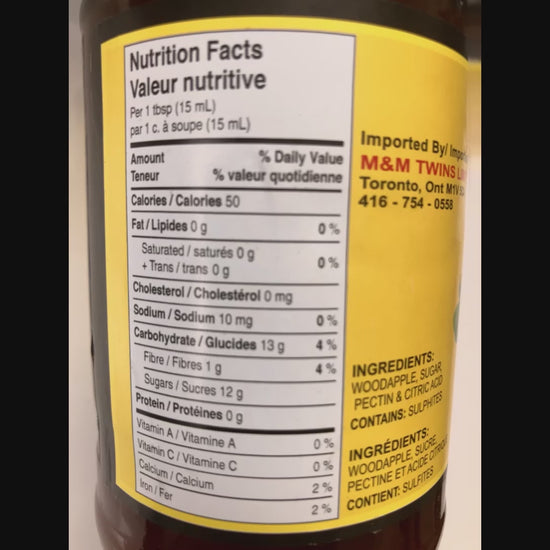 Nutrition Facts
Valeur nutritive
Per 1 tbsp (15 mL)
par 1 c. à soupe (15 mL)
Amount % Daily Value
Teneur % valeur quotidienne
Calories / Calories 50
Fat / Lipides 0 g 0 %
Saturated / saturés 0 g
+ Trans / trans 0 g 0 %
Cholesterol / Cholestérol 0 mg
Sodium / Sodium 10 mg 0 %
Carbohydrate / Glucides 13 g 4 %
Fibre / Fibres 1 g 4 %
Sugars / Sucres 12 g
Protein / Protéines 0 g
Vitamin A / Vitamine A 0 %
Vitamin C / Vitamine C 0 %
Calcium / Calcium 2 %
Iron / Fer 2 %
Imported By/
M&M TWINS
Toronto, Ont M1V
416 - 754 - 0558
INGREDIENTS:
WOODAPPLE, SUGAR,
PECTIN & CITRIC ACID
CONTAINS: SULPHITES
INGRÉDIENTS:
WOODAPPLE, SUCRE,
PECTINE ET ACIDE CITRIQUE
CONTIENT: SULFITES